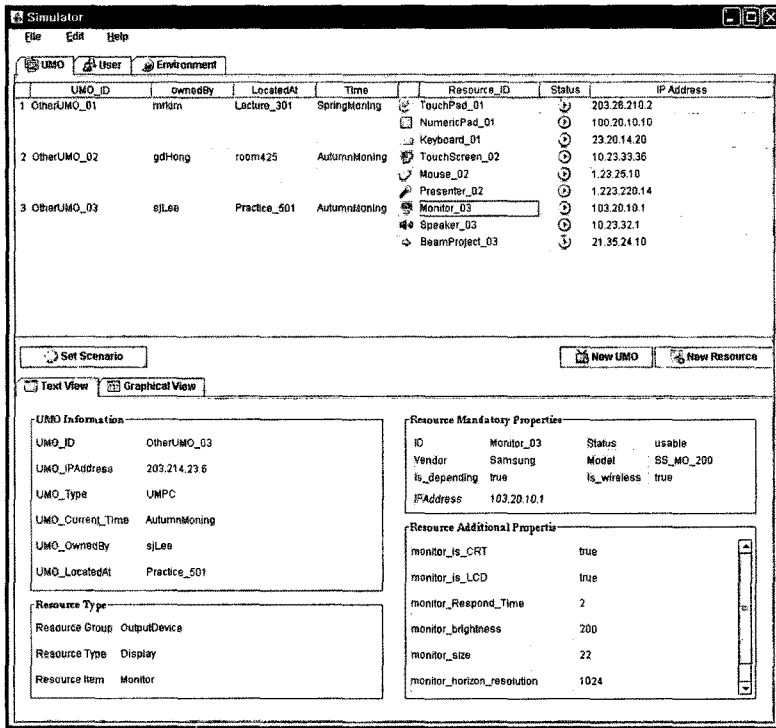 Simulator
File Edit Help
UMO User Environment
UMO_ID ownedBy LocatedAt Time Resource_ID Status IP Address
1 OtherUMO_01 mrkim Lecture_301 SpringMoning TouchPad_01 203.26.210.2
NumericPad_01 100.20.10.10
Keyboard_01 23.20.14.20
2 OtherUMO_02 gdHong room425 AutumnMoning TouchScreen_02 10.23.33.36
Mouse_02 1.23.25.10
Presenter_02 1.223.220.14
3 OtherUMO_03 sjLee Practice_501 AutumnMoning Monitor_03 103.20.10.1
Speaker_03 10.23.32.1
BeamProject_03 21.35.24.10
Set Scenario New UMO New Resource
Text View Graphical View
UMO Information
UMO_ID OtherUMO_03
UMO_IPAddress 203.214.23.6
UMO_Type UMPC
UMO_Current_Time AutumnMoning
UMO_OwnedBy sjLee
UMO_LocatedAt Practice_501
Resource Type
Resource Group OutputDevice
Resource Type Display
Resource Item Monitor
Resource Mandatory Properties
ID Monitor_03 Status usable
Vendor Samsung Model SS_MO_200
Is_depending true Is_wireless true
IPAddress 103.20.10.1
Resource Additional Propertis
monitor_is_CRT true
monitor_is_LCD true
monitor_Respond_Time 2
monitor_brightness 200
monitor_size 22
monitor_horizon_resolution 1024